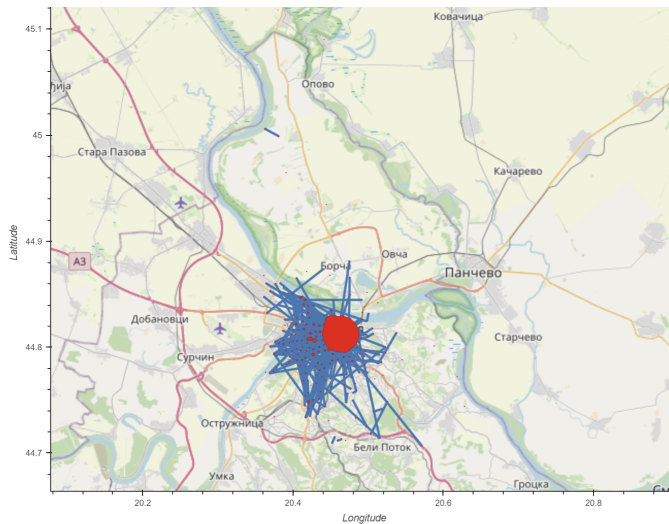 45.1
45
44.9
44.8
44.7
Latitude
20.2
20.4
20.6
20.8
Longitude
Ковачица
Опово
Стара Пазова
Качарево
Овча
Борча
A3
Панчево
Добановци
Старчево
Сурчин
Остружница
Бели Поток
Умка
Гроцка